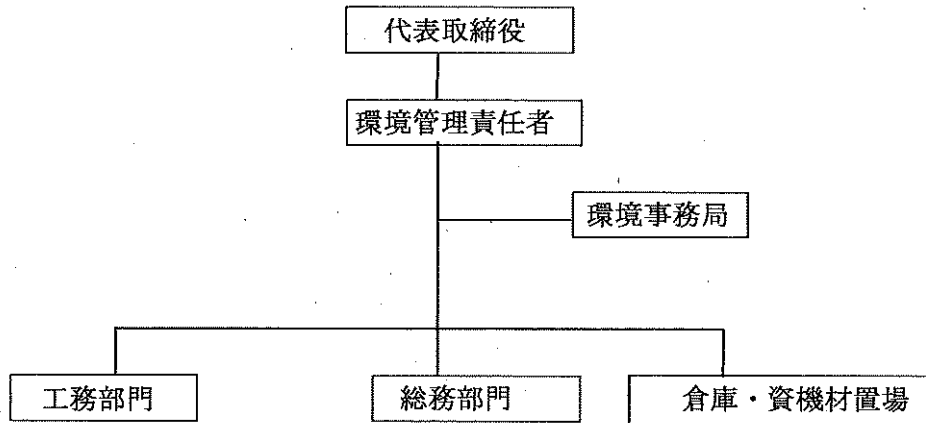 代表取締役
環境管理責任者
環境事務局
工務部門
総務部門
倉庫・資機材置場